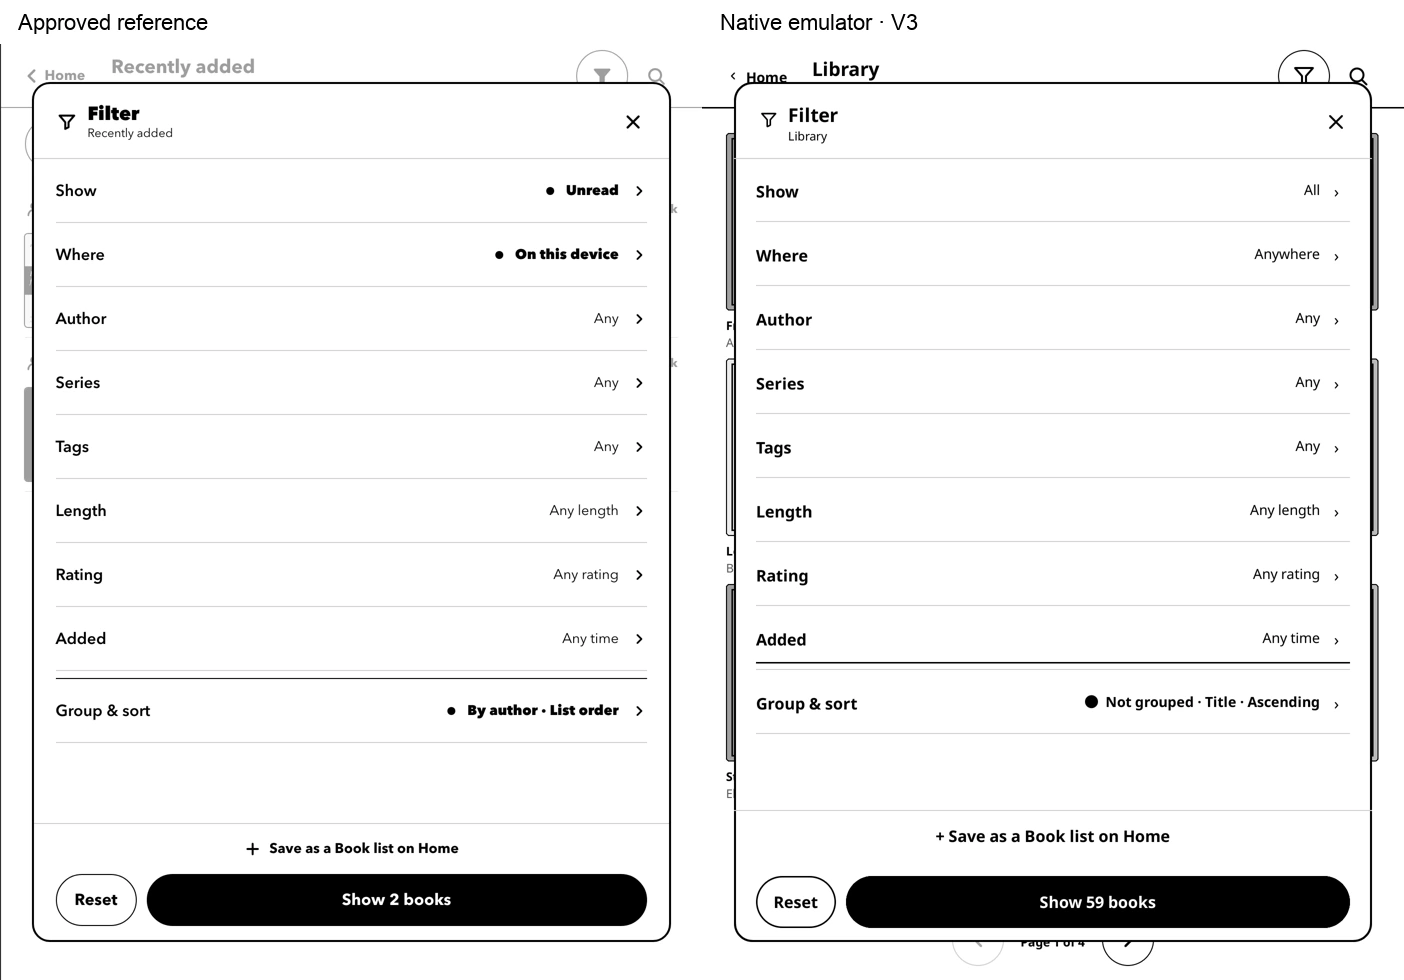 Approved reference
Home
Recently added
Filter
Recently added
Show
Unread
Where
On this device
Author
Any
Series
Any
Tags
Any
Length
Any length
Rating
Any rating
Added
Any time
Group & sort
By author · List order
+ Save as a Book list on Home
Reset
Show 2 books
Native emulator · V3
Home
Library
Filter
Library
Show
All
Where
Anywhere
Author
Any
Series
Any
Tags
Any
Length
Any length
Rating
Any rating
Added
Any time
Group & sort
Not grouped · Title · Ascending
+ Save as a Book list on Home
Reset
Show 59 books
Page 1 of 4